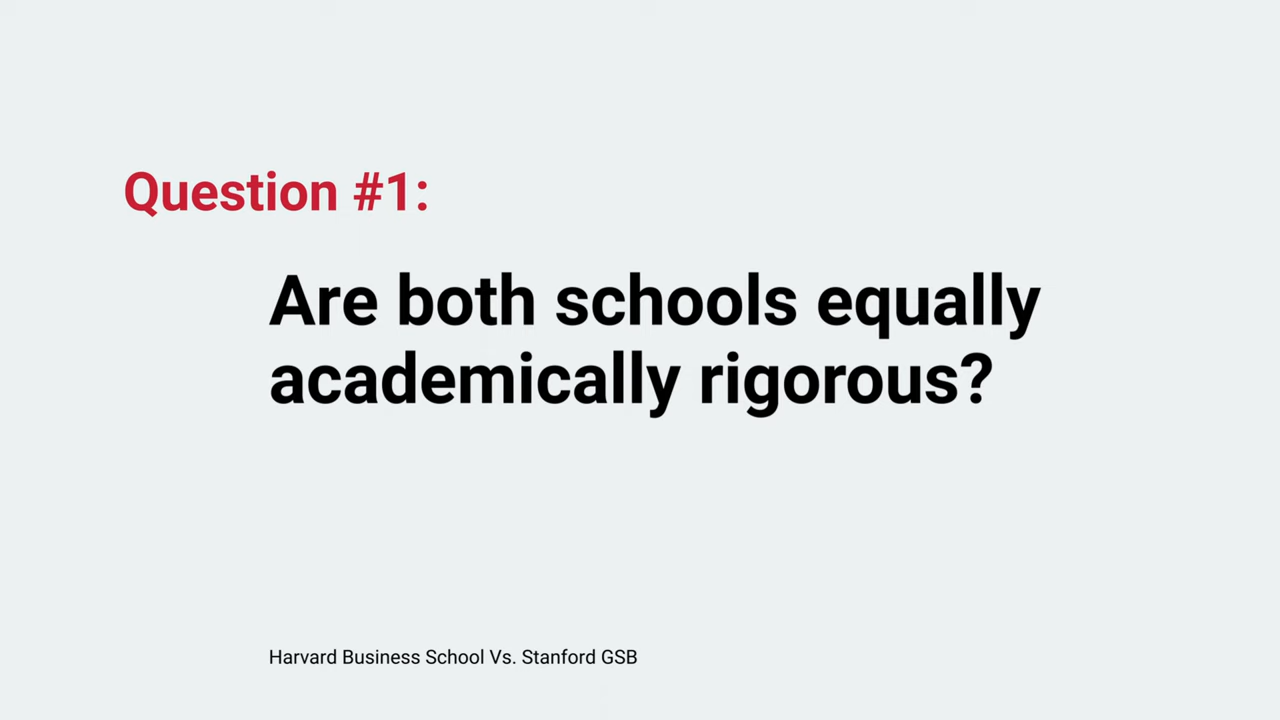 Question #1:
Are both schools equally
academically rigorous?
Harvard Business School Vs. Stanford GSB